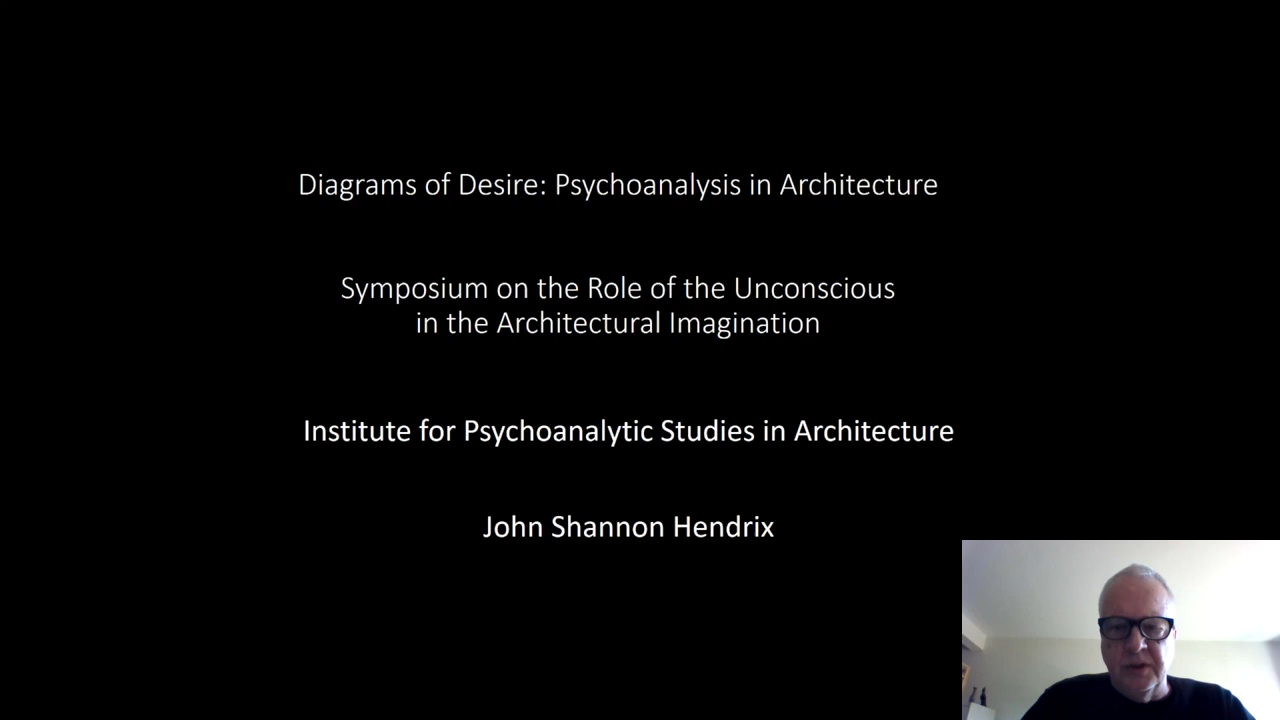 Diagrams of Desire: Psychoanalysis in Architecture
Symposium on the Role of the Unconscious
in the Architectural Imagination
Institute for Psychoanalytic Studies in Architecture
John Shannon Hendrix